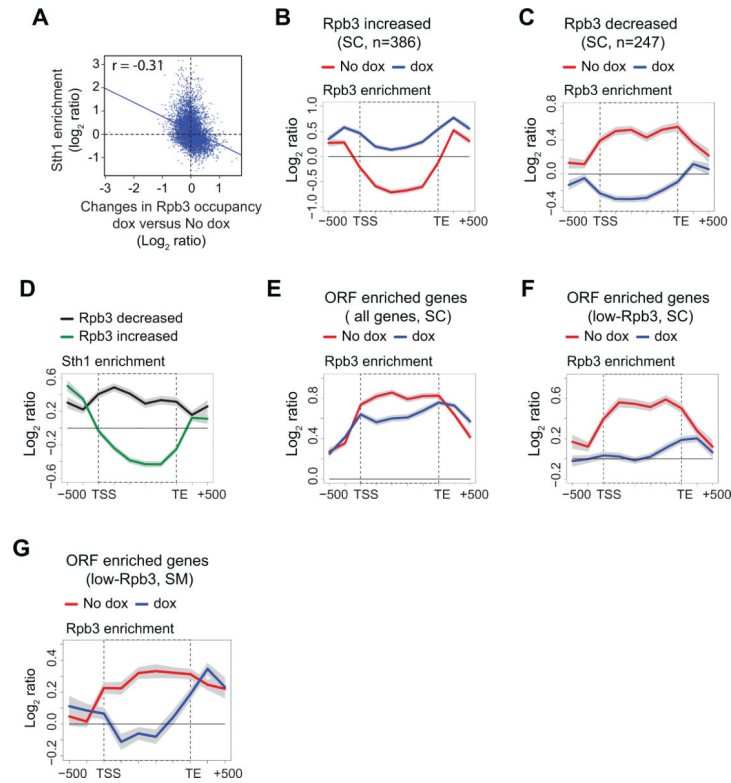 A
r = -0.31
3
2
1
0
-1
Sth1 enrichment
(log2 ratio)
-3 -2 -1 0 1 2
Changes in Rpb3 occupancy
dox versus No dox
(Log2 ratio)
B
Rpb3 increased
(SC, n=386)
No dox dox
Rpb3 enrichment
Log2 ratio
1.0
0.5
0.0
-0.5
-1.0
−500 TSS TE +500
C
Rpb3 decreased
(SC, n=247)
No dox dox
Rpb3 enrichment
Log2 ratio
0.8
0.4
0.0
-0.4
−500 TSS TE +500
D
Rpb3 decreased
Rpb3 increased
Sth1 enrichment
Log2 ratio
0.6
0.2
-0.2
-0.6
−500 TSS TE +500
E
ORF enriched genes
( all genes, SC)
No dox dox
Rpb3 enrichment
Log2 ratio
0.8
0.4
0.0
−500 TSS TE +500
F
ORF enriched genes
(low-Rpb3, SC)
No dox dox
Rpb3 enrichment
Log2 ratio
0.8
0.4
0.2
-0.2
−500 TSS TE +500
G
ORF enriched genes
(low-Rpb3, SM)
No dox dox
Rpb3 enrichment
Log2 ratio
0.4
0.2
0.0
-0.2
−500 TSS TE +500